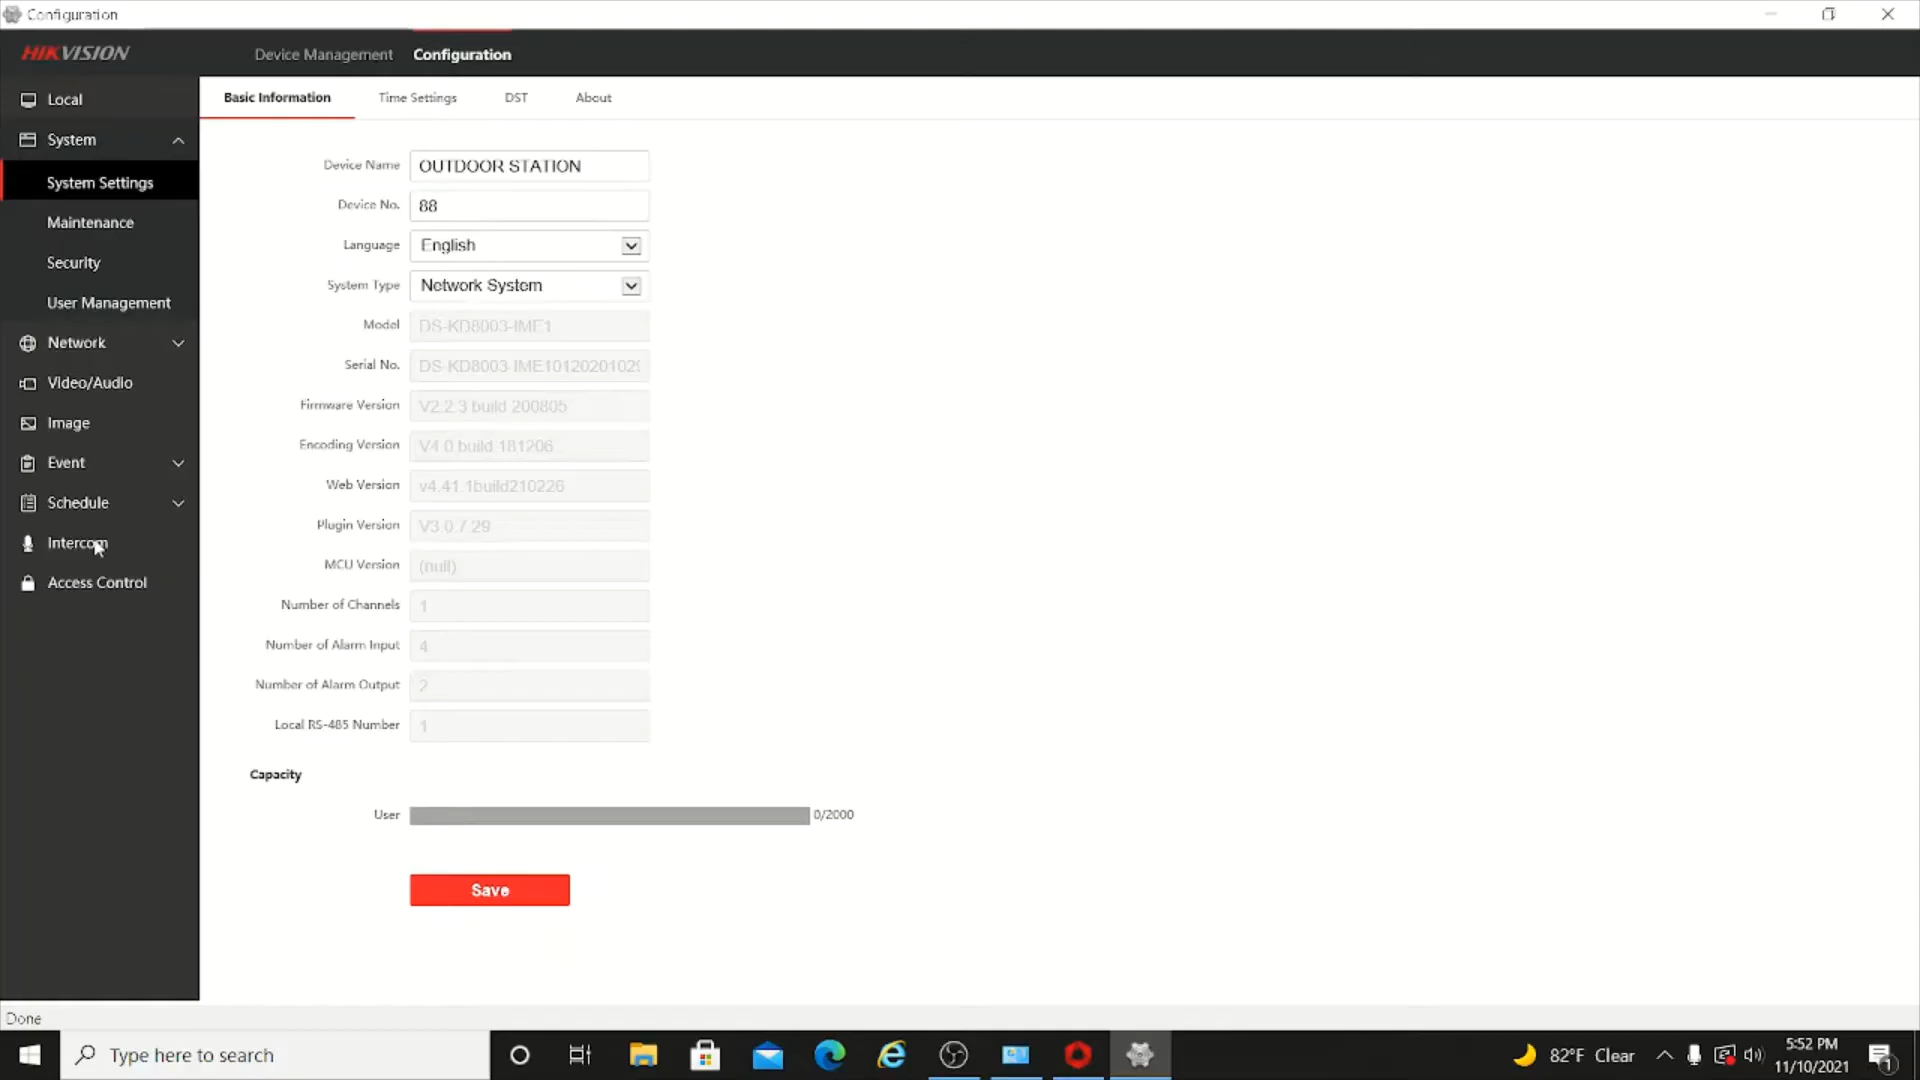 Configuration
HIKVISION
Device Management Configuration
Local
System
System Settings
Maintenance
Security
User Management
Network
Video/Audio
Image
Event
Schedule
Intercom
Access Control
Basic Information Time Settings DST About
Device Name OUTDOOR STATION
Device No. 88
Language English
System Type Network System
Model DS-KD8003-IME1
Serial No. DS-KD8003-IME1012020102
Firmware Version V2.2.3 build 200805
Encoding Version V4.0 build 181206
Web Version v4.41.1build210226
Plugin Version V3.0.7.29
MCU Version (null)
Number of Channels 1
Number of Alarm Input 4
Number of Alarm Output 2
Local RS-485 Number 1
Capacity
User 0/2000
Save
Done
Type here to search
82°F Clear
5:52 PM
11/10/2021
1